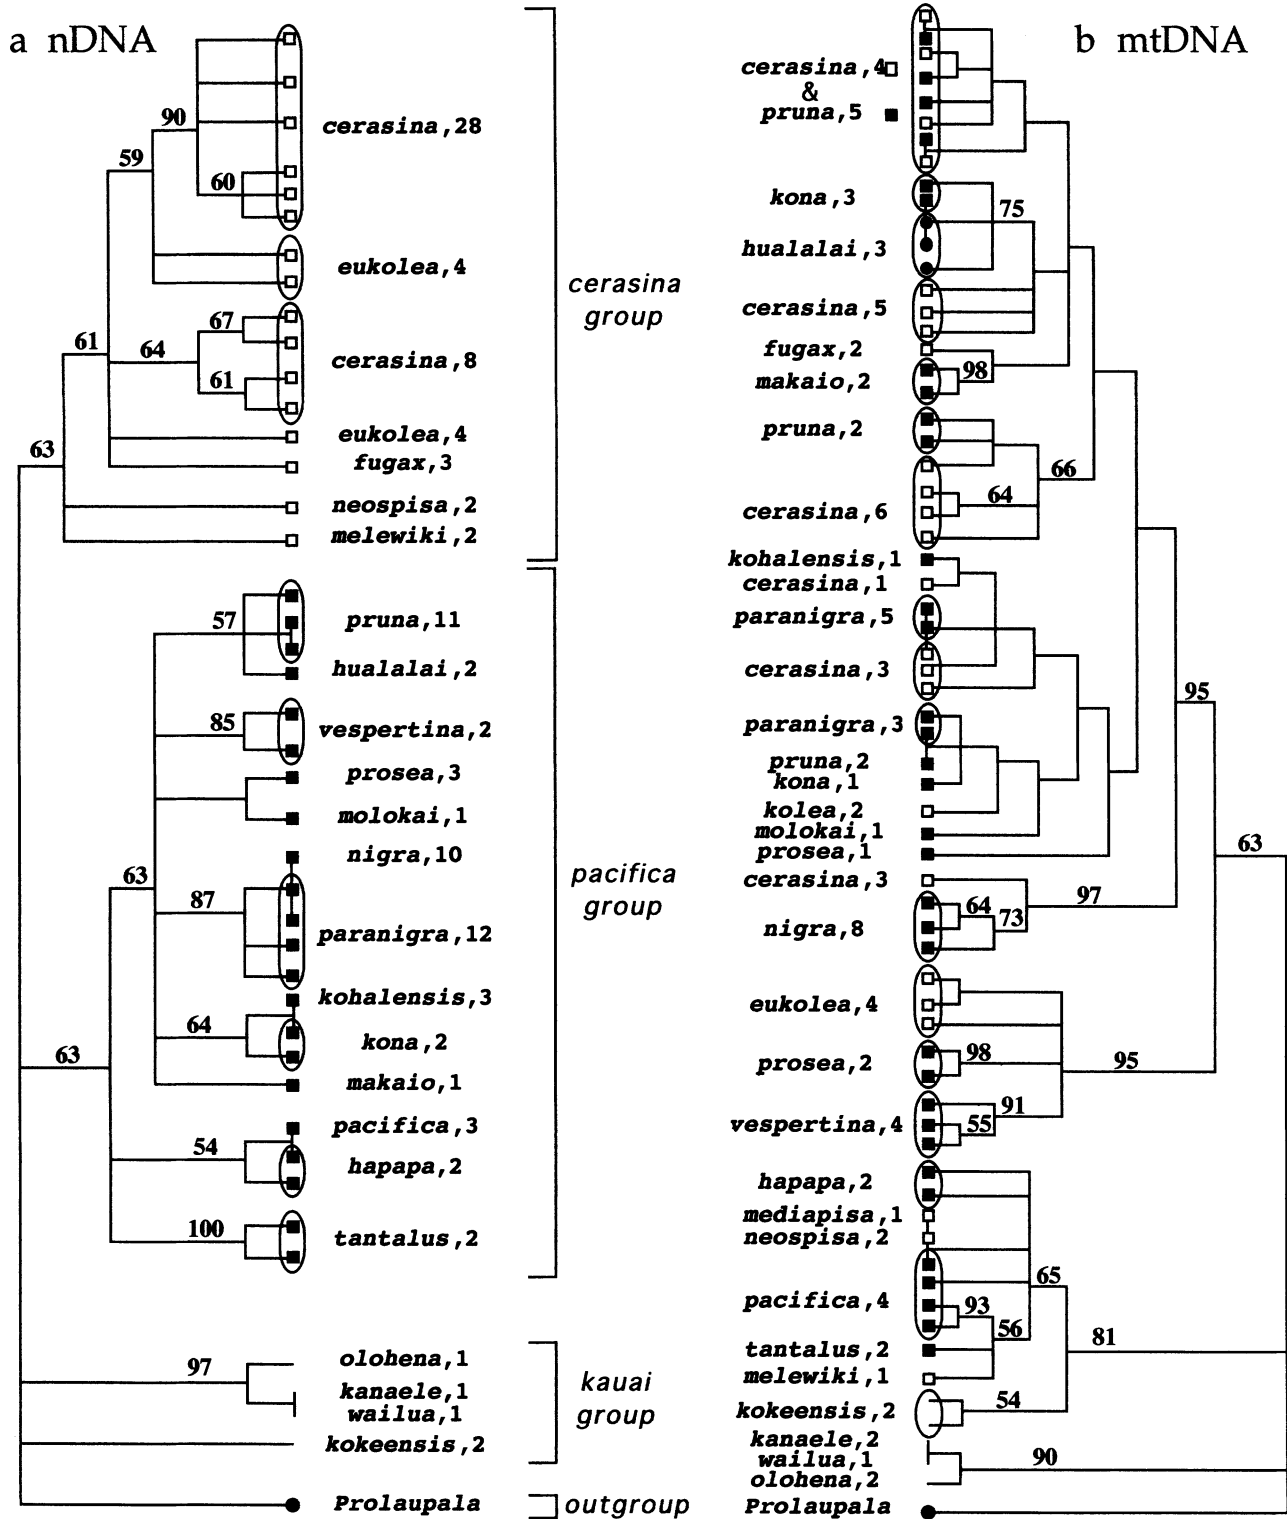 a nDNA
90
cerasina,28
59
60
eukolea,4
67
61
64
cerasina,8
61
eukolea,4
63
fugax,3
neospisa,2
melewiki,2
cerasina
group
57
pruna,11
hualalai,2
85
vespertina,2
prosea,3
molokai,1
nigra,10
63
87
paranigra,12
kohalensis,3
64
kona,2
63
makaio,1
pacifica,3
54
hapapa,2
100
tantalus,2
pacifica
group
97
olohena,1
kanaele,1
wailua,1
kokeensis,2
kauai
group
Prolaupala
outgroup
b mtDNA
cerasina,4
&
pruna,5
kona,3
75
hualalai,3
cerasina,5
fugax,2
98
makaio,2
pruna,2
66
64
cerasina,6
kohalensis,1
cerasina,1
paranigra,5
cerasina,3
95
paranigra,3
pruna,2
kona,1
kolea,2
molokai,1
prosea,1
63
cerasina,3
97
64
73
nigra,8
eukolea,4
98
prosea,2
95
91
vespertina,4
55
hapapa,2
mediapisa,1
neospisa,2
65
pacifica,4
93
56
81
tantalus,2
melewiki,1
54
kokeensis,2
kanaele,2
wailua,1
90
olohena,2
Prolaupala